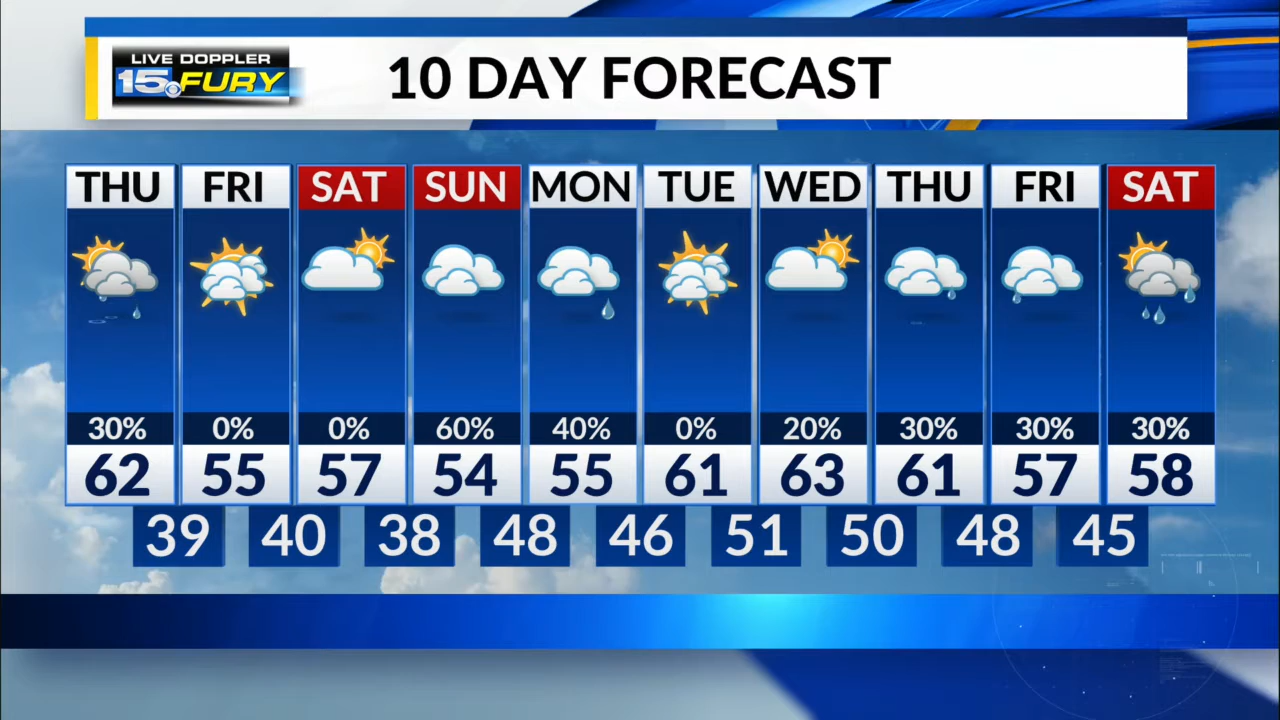 LIVE DOPPLER
15 FURY
10 DAY FORECAST
THU FRI SAT SUN MON TUE WED THU FRI SAT
30% 0% 0% 60% 40% 0% 20% 30% 30% 30%
62 55 57 54 55 61 63 61 57 58
39 40 38 48 46 51 50 48 45